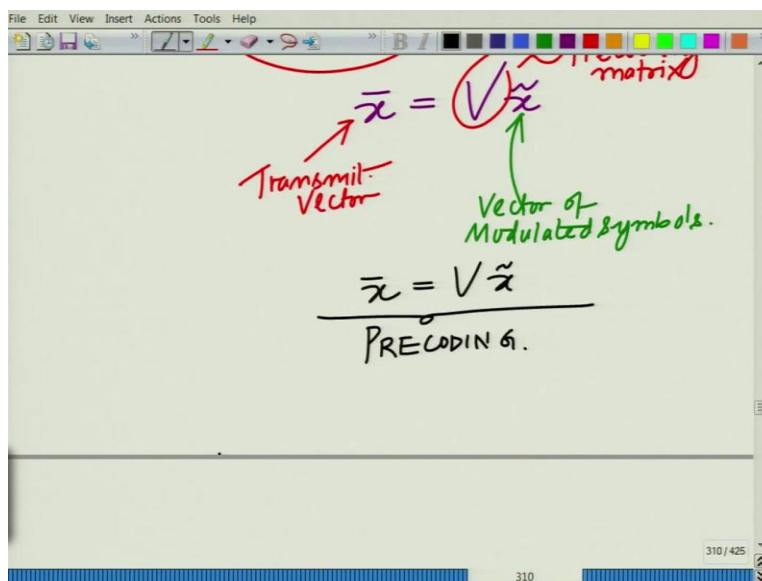 File Edit View Insert Actions Tools Help
B I
matrix
x̄ = V x̃
Transmit
Vector
Vector of
Modulated symbols.
x̄ = V x̃
PRECODING.
310/425
310